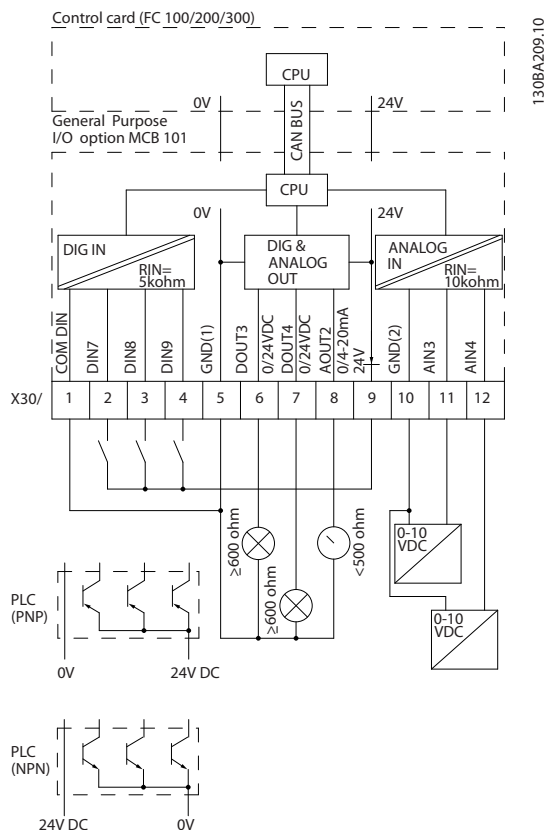 Control card (FC 100/200/300)
130BA209.10
CPU
0V
24V
General Purpose
I/O option MCB 101
CAN BUS
CPU
0V
24V
DIG IN
RIN=
5kohm
DIG &
ANALOG
OUT
ANALOG
IN
RIN=
10kohm
COM DIN
DIN7
DIN8
DIN9
GND(1)
DOUT3
0/24VDC
DOUT4
0/24VDC
AOUT2
0/4-20mA
24V
GND(2)
AIN3
AIN4
X30/ 1 2 3 4 5 6 7 8 9 10 11 12
≥600 ohm
≥600 ohm
<500 ohm
0-10
VDC
0-10
VDC
PLC
(PNP)
0V
24V DC
PLC
(NPN)
24V DC
0V